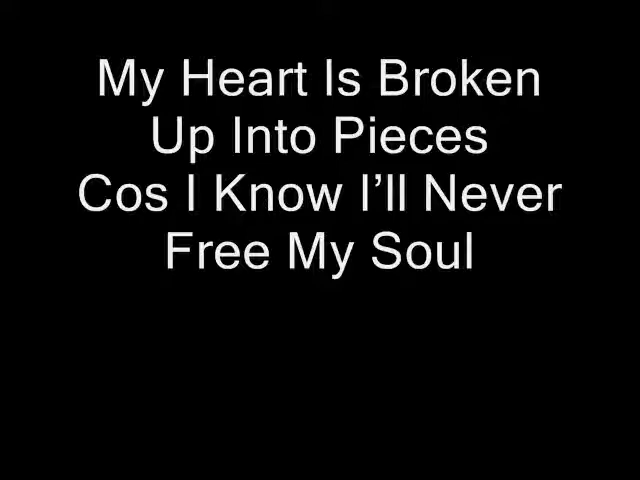 My Heart Is Broken
Up Into Pieces
Cos I Know I’ll Never
Free My Soul